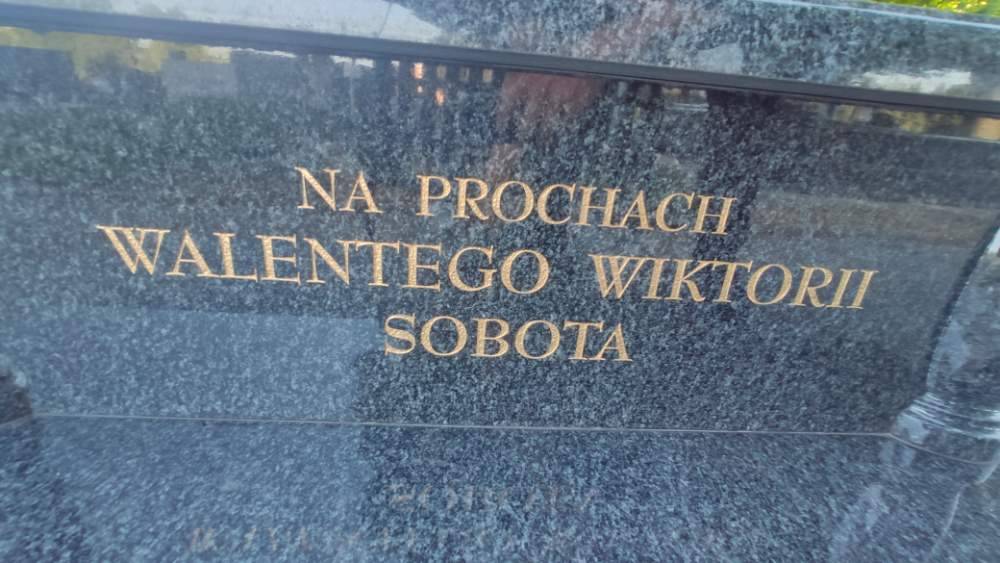 NA PROCHACH
WALENTEGO WIKTORII
SOBOTA